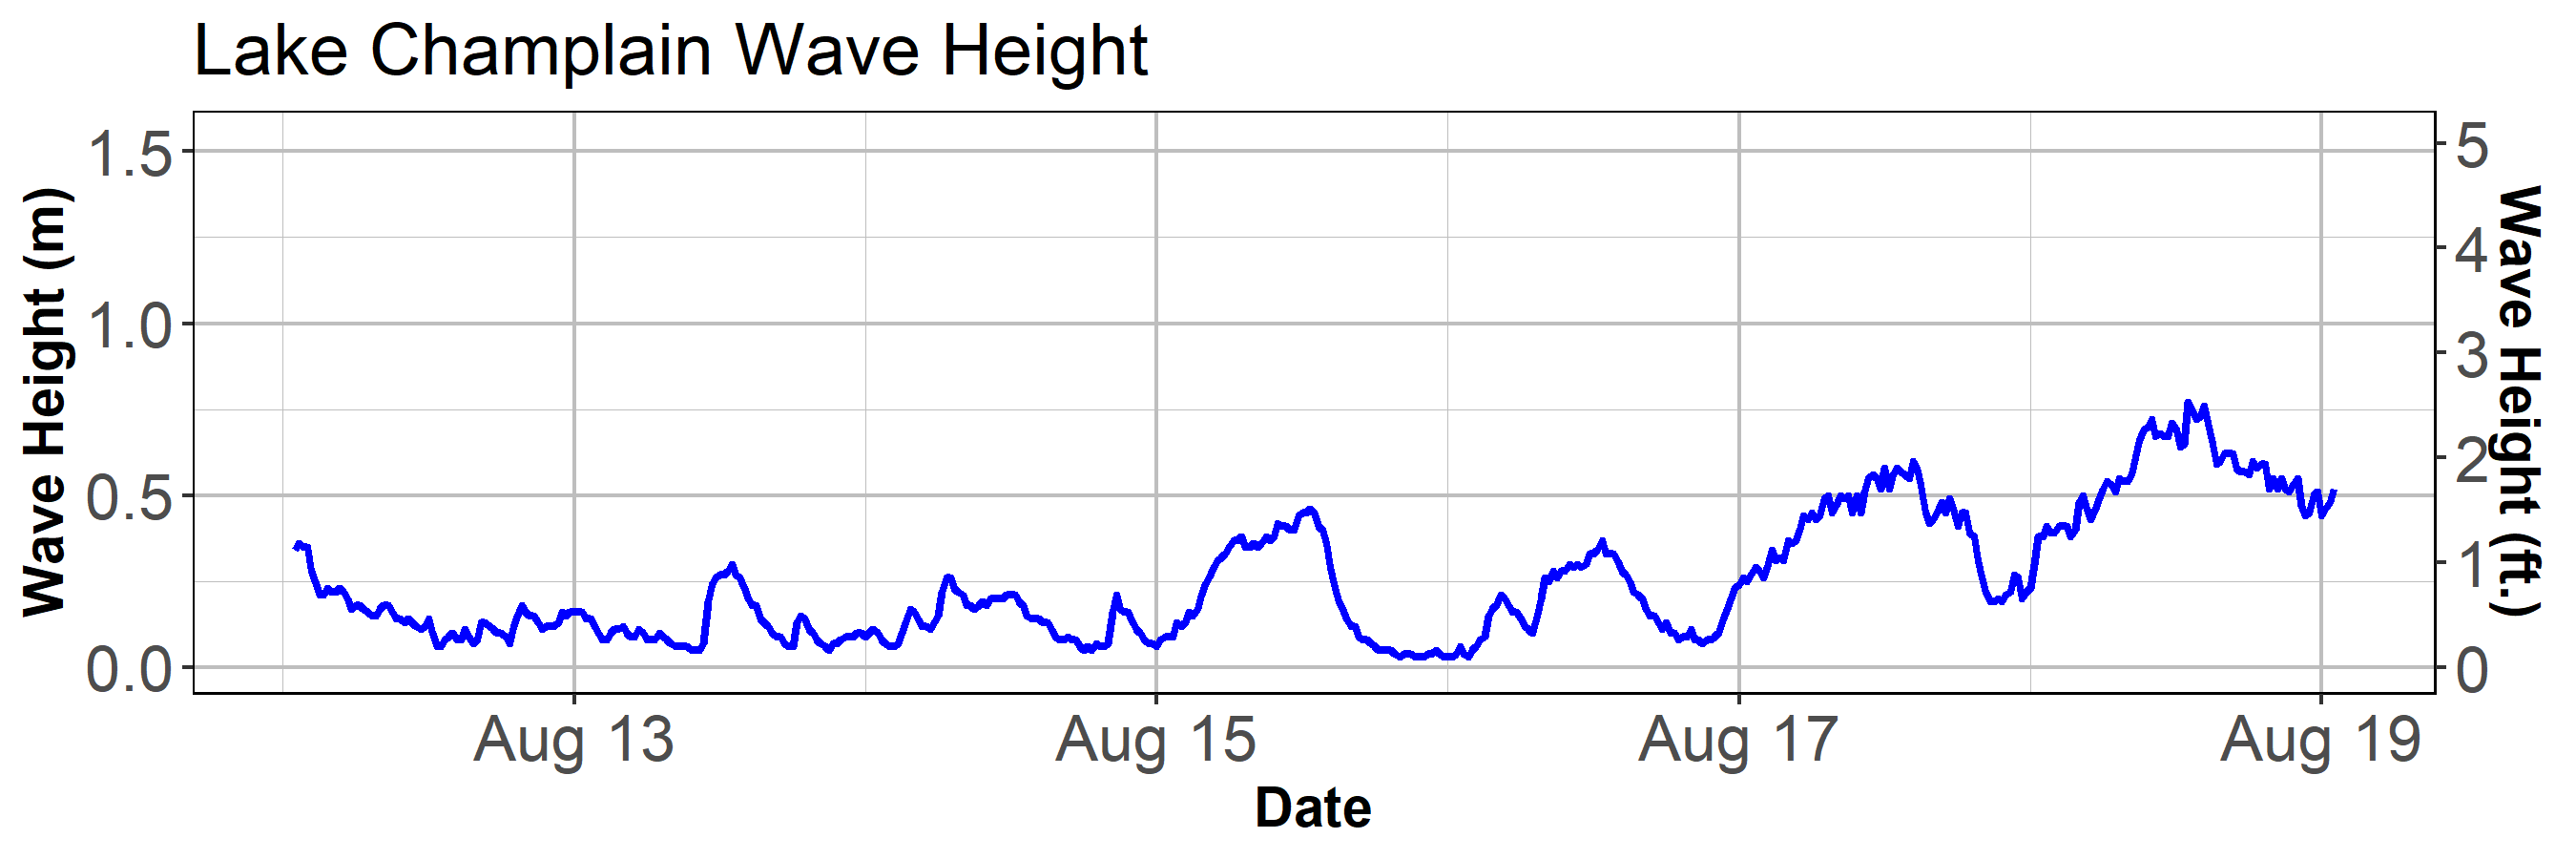 Lake Champlain Wave Height
Wave Height (m)
1.5
1.0
0.5
0.0
5
4
3
2
1
0
Wave Height (ft.)
Aug 13
Aug 15
Aug 17
Aug 19
Date